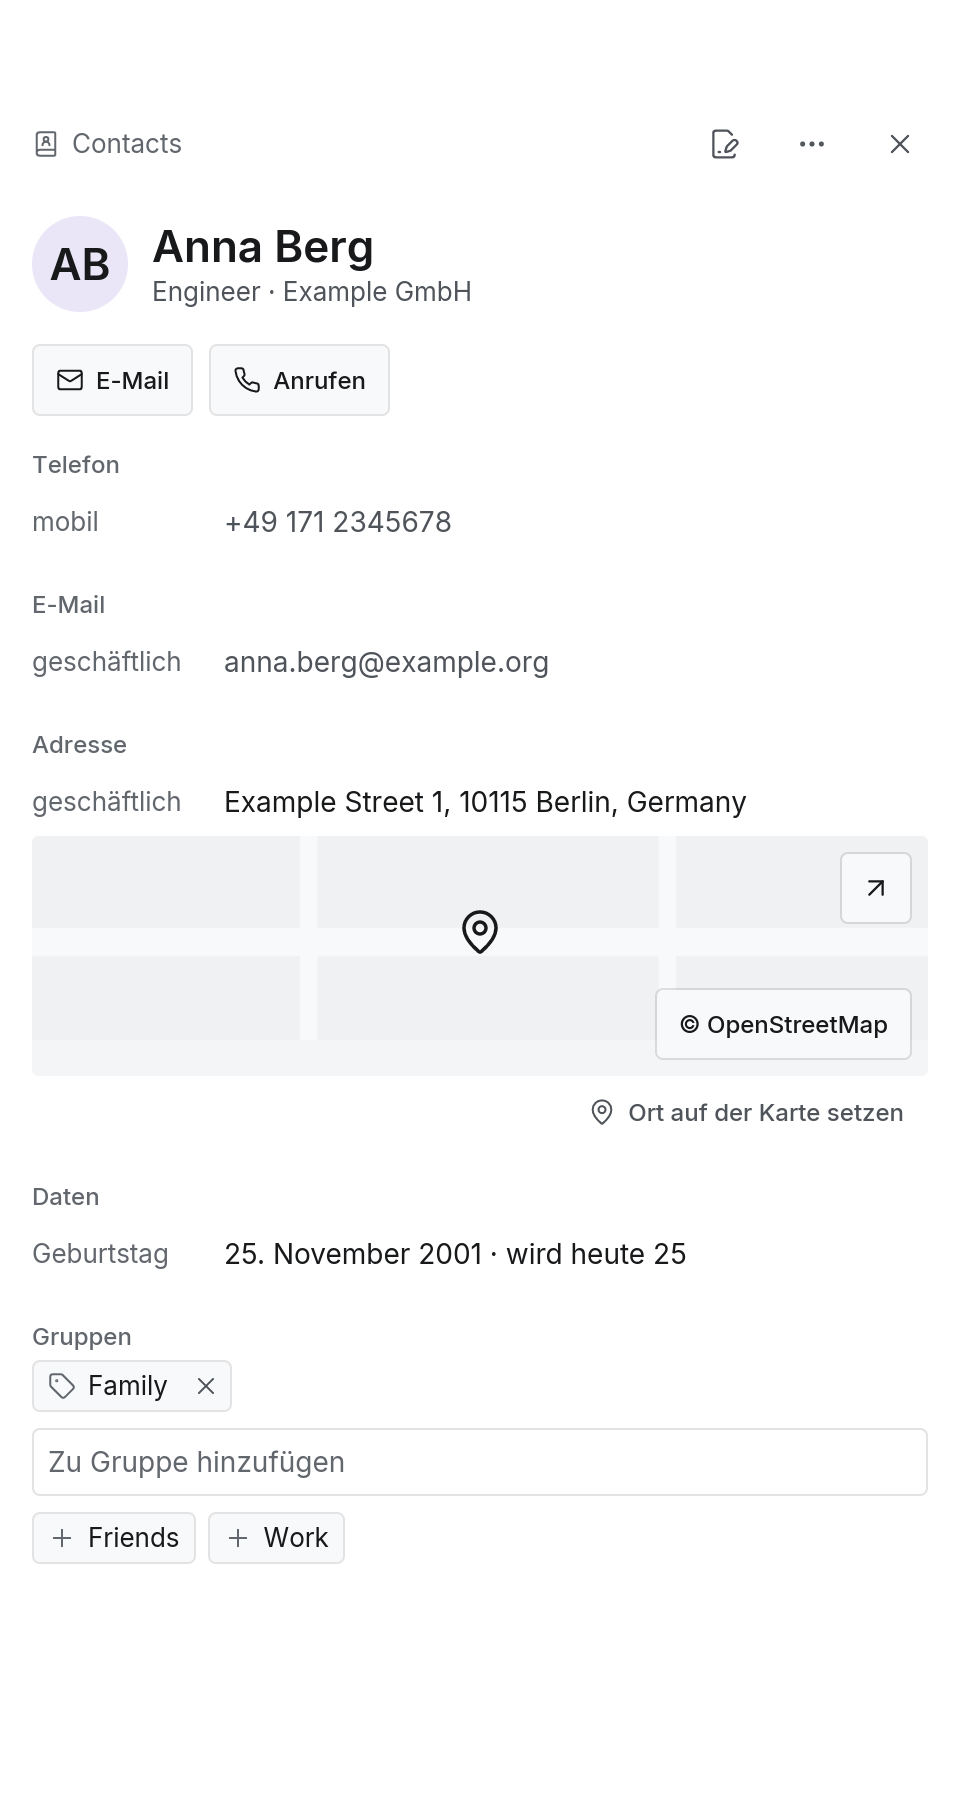 Contacts
AB
Anna Berg
Engineer · Example GmbH
E-Mail
Anrufen
Telefon
mobil +49 171 2345678
E-Mail
geschäftlich anna.berg@example.org
Adresse
geschäftlich Example Street 1, 10115 Berlin, Germany
© OpenStreetMap
Ort auf der Karte setzen
Daten
Geburtstag 25. November 2001 · wird heute 25
Gruppen
Family
Zu Gruppe hinzufügen
Friends
Work